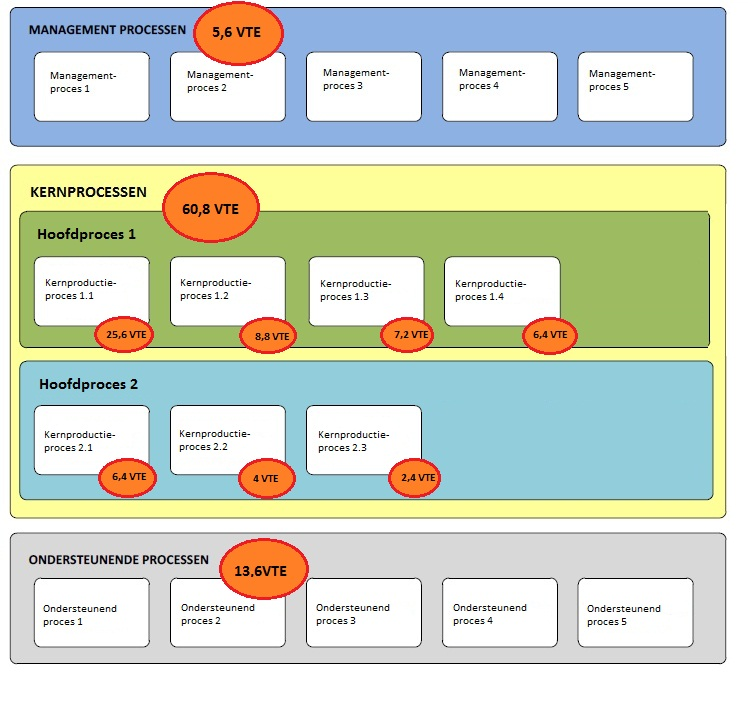 MANAGEMENT PROCESSEN
5,6 VTE
Management-
proces 1
Management-
proces 2
Management-
proces 3
Management-
proces 4
Management-
proces 5
KERNPROCESSEN
60,8 VTE
Hoofdproces 1
Kernproductie-
proces 1.1
Kernproductie-
proces 1.2
Kernproductie-
proces 1.3
Kernproductie-
proces 1.4
25,6 VTE
8,8 VTE
7,2 VTE
6,4 VTE
Hoofdproces 2
Kernproductie-
proces 2.1
Kernproductie-
proces 2.2
Kernproductie-
proces 2.3
6,4 VTE
4 VTE
2,4 VTE
ONDERSTEUNENDE PROCESSEN
13,6VTE
Ondersteunend
proces 1
Ondersteunend
proces 2
Ondersteunend
proces 3
Ondersteunend
proces 4
Ondersteunend
proces 5